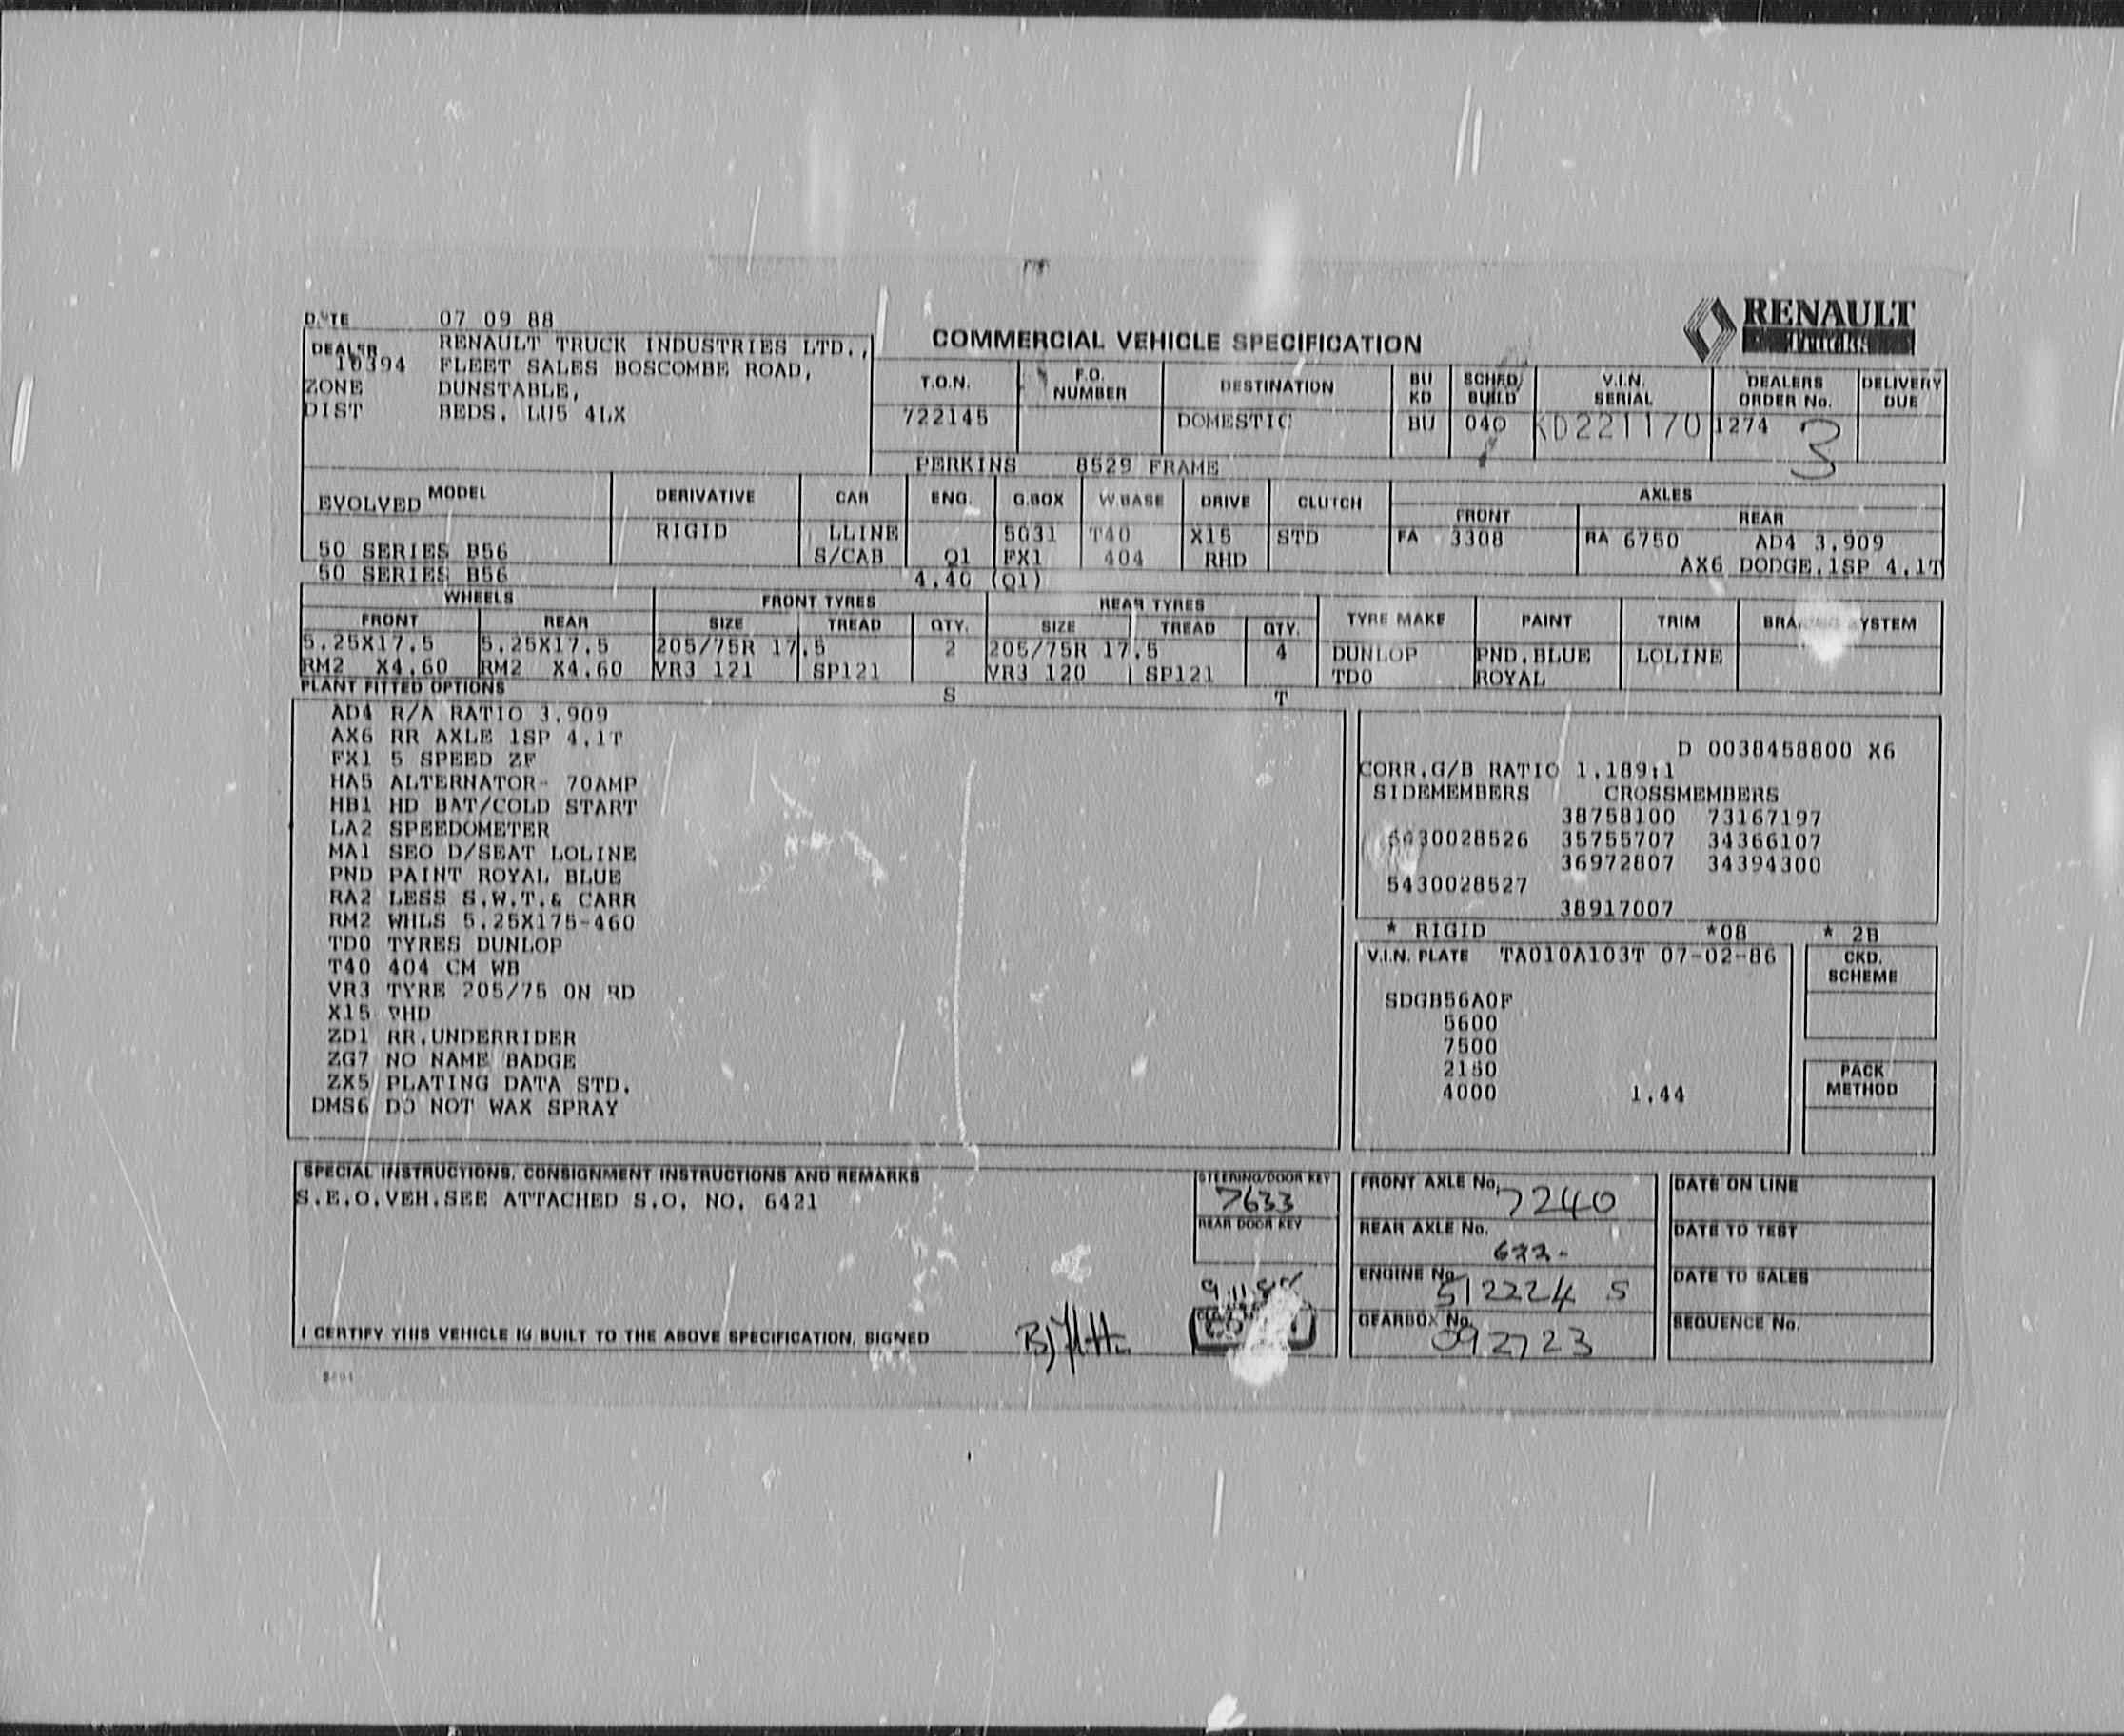 07 09 88
DEALER RENAULT TRUCK INDUSTRIES LTD.,
10394 FLEET SALES BOSCOMBE ROAD,
ZONE DUNSTABLE,
DIST BEDS. LU5 4LX
COMMERCIAL VEHICLE SPECIFICATION
RENAULT
TRUCKS
T.O.N. F.O. NUMBER DESTINATION BU KD SCHED/ BUILD V.I.N. SERIAL DEALERS ORDER No. DELIVERY DUE
722145 DOMESTIC BU 040 KD221170 1274 3
PERKINS 8529 FRAME
EVOLVED MODEL DERIVATIVE CAB ENG. G.BOX W.BASE DRIVE CLUTCH AXLES
FRONT REAR
RIGID LLINE 5031 T40 X15 STD FA 3308 RA 6750 AD4 3.909
50 SERIES B56 S/CAB Q1 FX1 404 RHD AX6 DODGE.1SP 4.1T
50 SERIES B56 4.40 (Q1)
WHEELS FRONT TYRES REAR TYRES TYRE MAKE PAINT TRIM
FRONT REAR SIZE TREAD QTY. SIZE TREAD QTY.
5.25X17.5 5.25X17.5 205/75R 17.5 2 205/75R 17.5 4 DUNLOP PND.BLUE LOLINE
RM2 X4.60 RM2 X4.60 VR3 121 SP121 VR3 120 SP121 TD0 ROYAL
PLANT FITTED OPTIONS S T
AD4 R/A RATIO 3.909
AX6 RR AXLE 1SP 4.1T
FX1 5 SPEED ZF
HA5 ALTERNATOR- 70AMP
HB1 HD BAT/COLD START
LA2 SPEEDOMETER
MA1 SEO D/SEAT LOLINE
PND PAINT ROYAL BLUE
RA2 LESS S.W.T.& CARR
RM2 WHLS 5.25X175-460
TD0 TYRES DUNLOP
T40 404 CM WB
VR3 TYRE 205/75 ON RD
X15 RHD
ZD1 RR.UNDERRIDER
ZG7 NO NAME BADGE
ZX5 PLATING DATA STD.
DMS6 DO NOT WAX SPRAY
D 0038458800 X6
CORR.G/B RATIO 1.189:1
SIDEMEMBERS CROSSMEMBERS
38758100 73167197
5430028526 35755707 34366107
36972807 34394300
5430028527
38917007
* RIGID *08 * 2B
V.I.N. PLATE TA010A103T 07-02-86
SDGB56A0F
5600
7500
2150
4000 1.44
CKD. SCHEME
PACK METHOD
SPECIAL INSTRUCTIONS, CONSIGNMENT INSTRUCTIONS AND REMARKS
S.E.O.VEH.SEE ATTACHED S.O. NO. 6421
I CERTIFY THIS VEHICLE IS BUILT TO THE ABOVE SPECIFICATION, SIGNED
STEERING/DOOR KEY
7633
REAR DOOR KEY
FRONT AXLE No. 7240
REAR AXLE No.
ENGINE No. 512224 S
GEARBOX No. 092723
DATE ON LINE
DATE TO TEST
DATE TO SALES
SEQUENCE No.